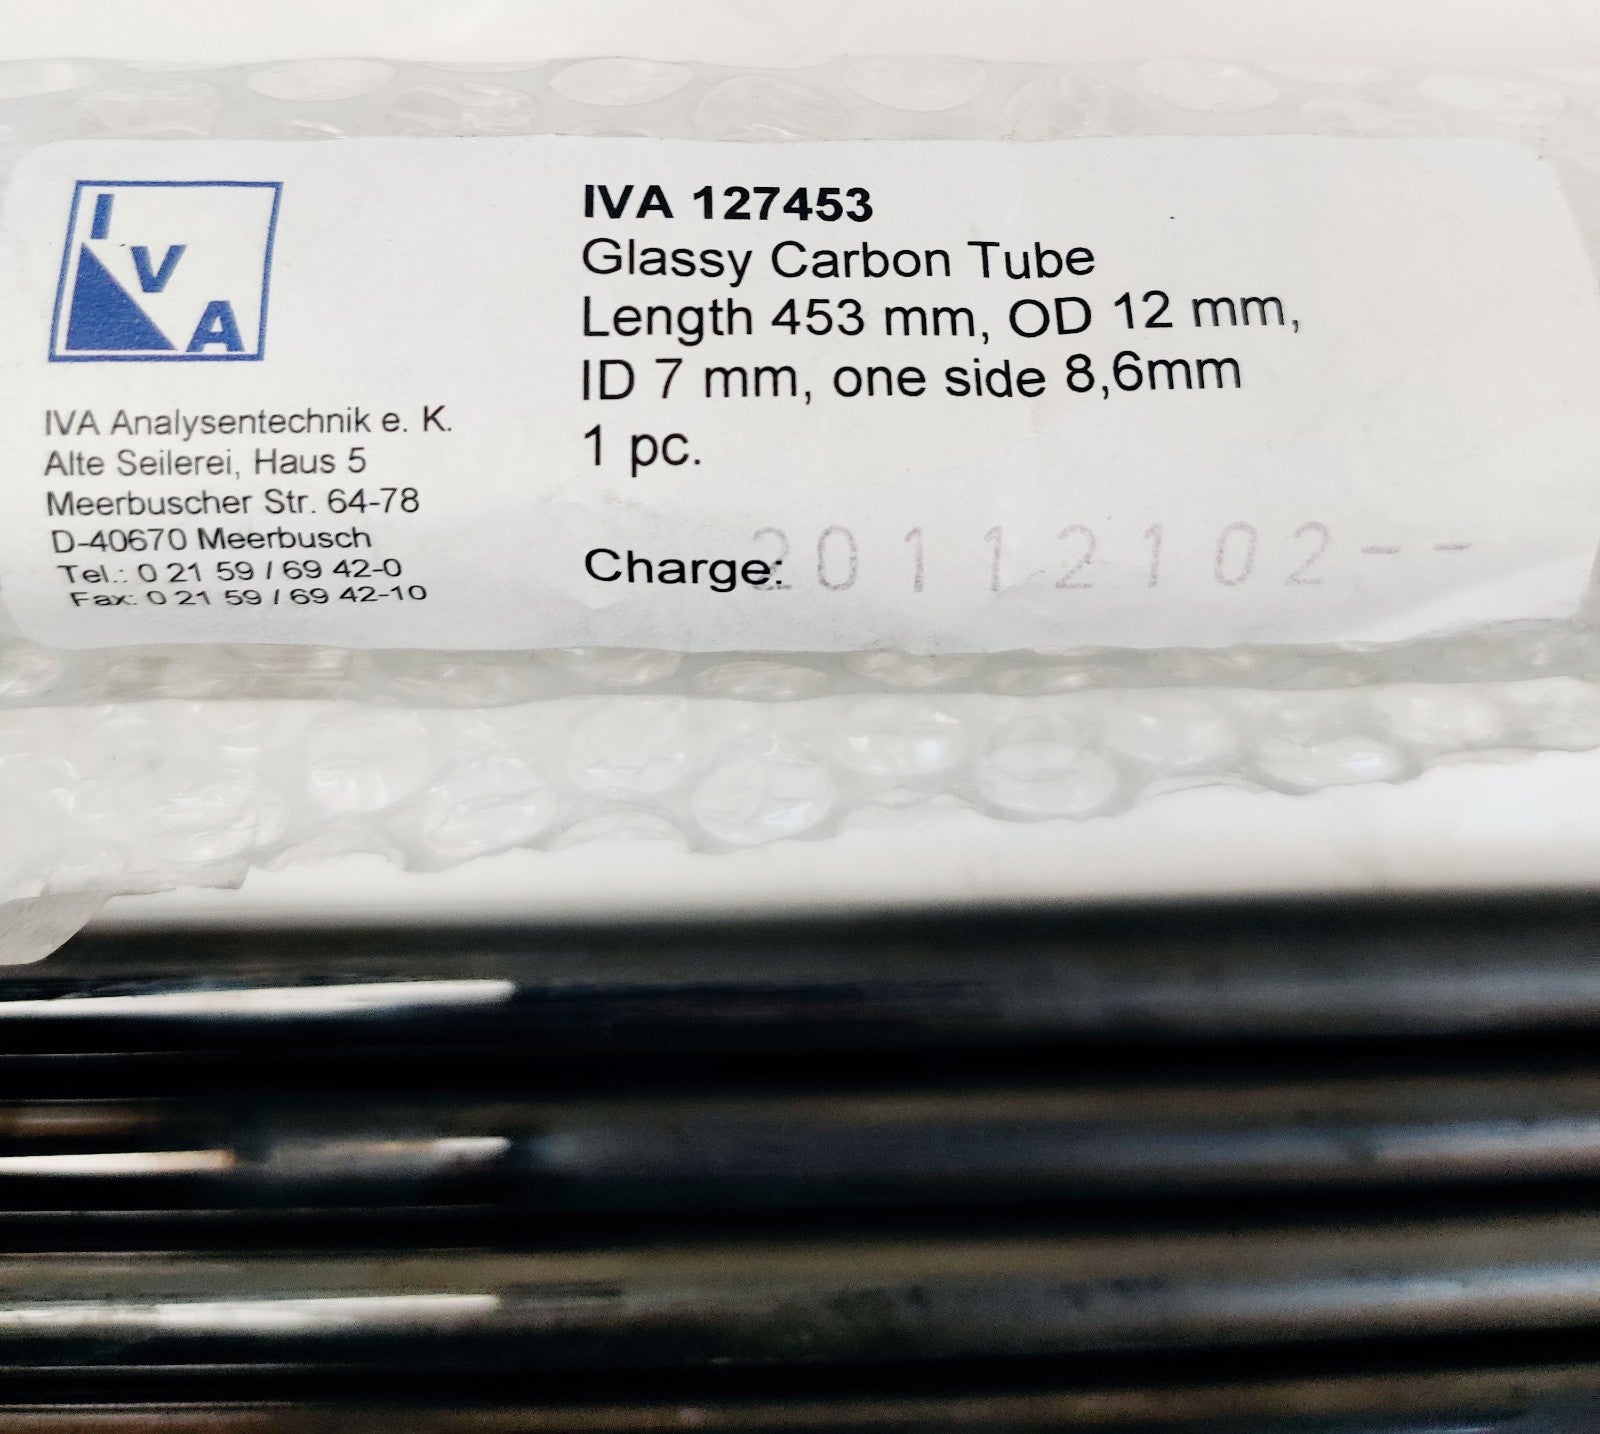 I
V
A
IVA Analysentechnik e. K.
Alte Seilerei, Haus 5
Meerbuscher Str. 64-78
D-40670 Meerbusch
Tel.: 0 21 59 / 69 42-0
Fax: 0 21 59 / 69 42-10
IVA 127453
Glassy Carbon Tube
Length 453 mm, OD 12 mm,
ID 7 mm, one side 8,6mm
1 pc.
Charge: 20112102--